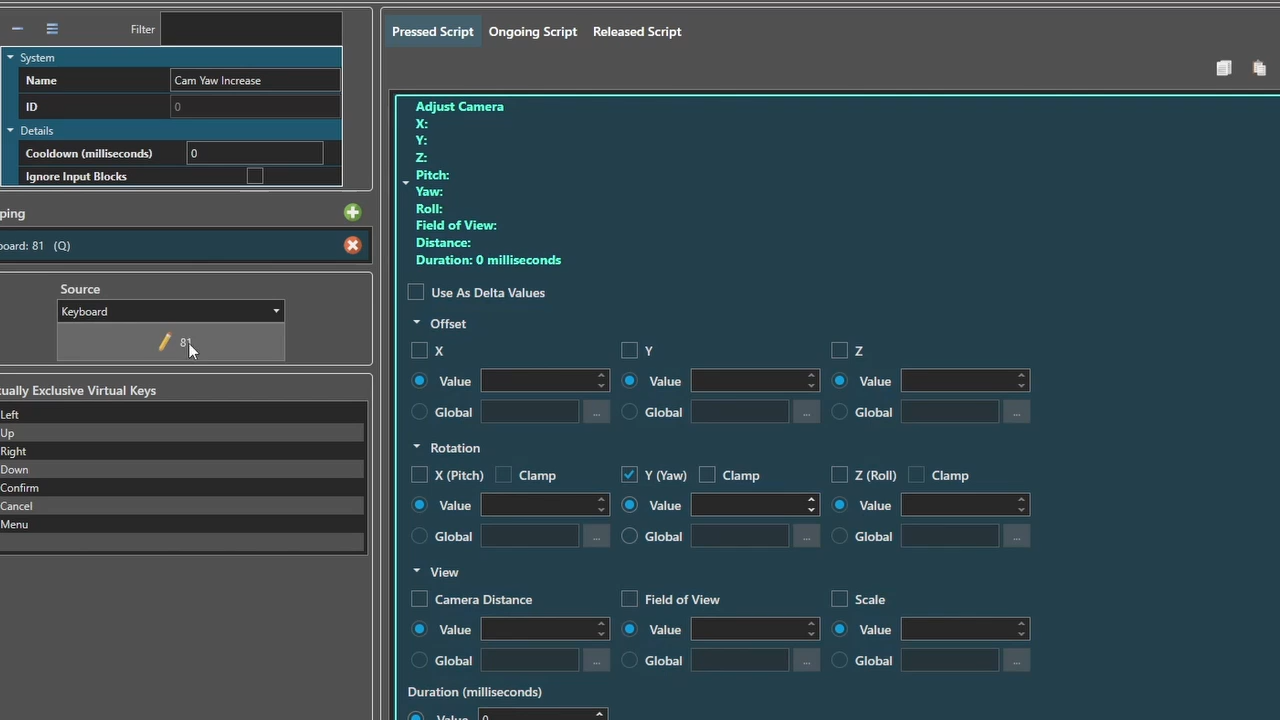 Filter
System
Name Cam Yaw Increase
ID 0
Details
Cooldown (milliseconds) 0
Ignore Input Blocks
ping
board: 81 (Q)
Source
Keyboard
81
tually Exclusive Virtual Keys
Left
Up
Right
Down
Confirm
Cancel
Menu
Pressed Script Ongoing Script Released Script
Adjust Camera
X:
Y:
Z:
Pitch:
Yaw:
Roll:
Field of View:
Distance:
Duration: 0 milliseconds
Use As Delta Values
Offset
X Y Z
Value Value Value
Global ... Global ... Global ...
Rotation
X (Pitch) Clamp Y (Yaw) Clamp Z (Roll) Clamp
Value Value Value
Global ... Global ... Global ...
View
Camera Distance Field of View Scale
Value Value Value
Global ... Global ... Global ...
Duration (milliseconds)
Value 0